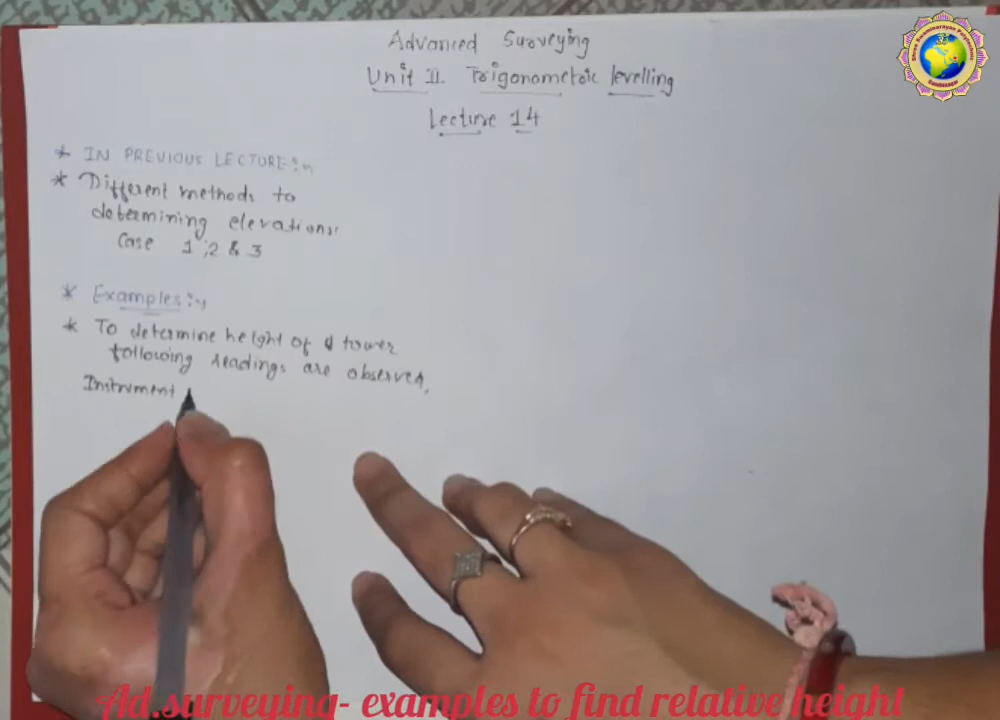 Advanced Surveying
Unit II Trigonometric levelling
Lecture 14
* IN PREVIOUS LECTURE:-
* Different methods to
determining elevations:
Case 1, 2 & 3
* Examples:-
* To determine height of a tower
following readings are observed,
Instrument
Ad.surveying- examples to find relative height